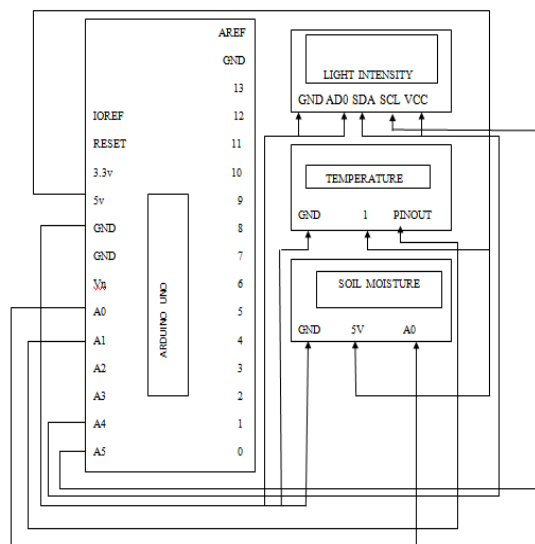 AREF
GND
13
IOREF 12
RESET 11
3.3v 10
5v 9
GND 8
GND 7
Vn 6
A0 5
A1 4
A2 3
A3 2
A4 1
A5 0
ARDUINO UNO
LIGHT INTENSITY
GND AD0 SDA SCL VCC
TEMPERATURE
GND 1 PINOUT
SOIL MOISTURE
GND 5V A0